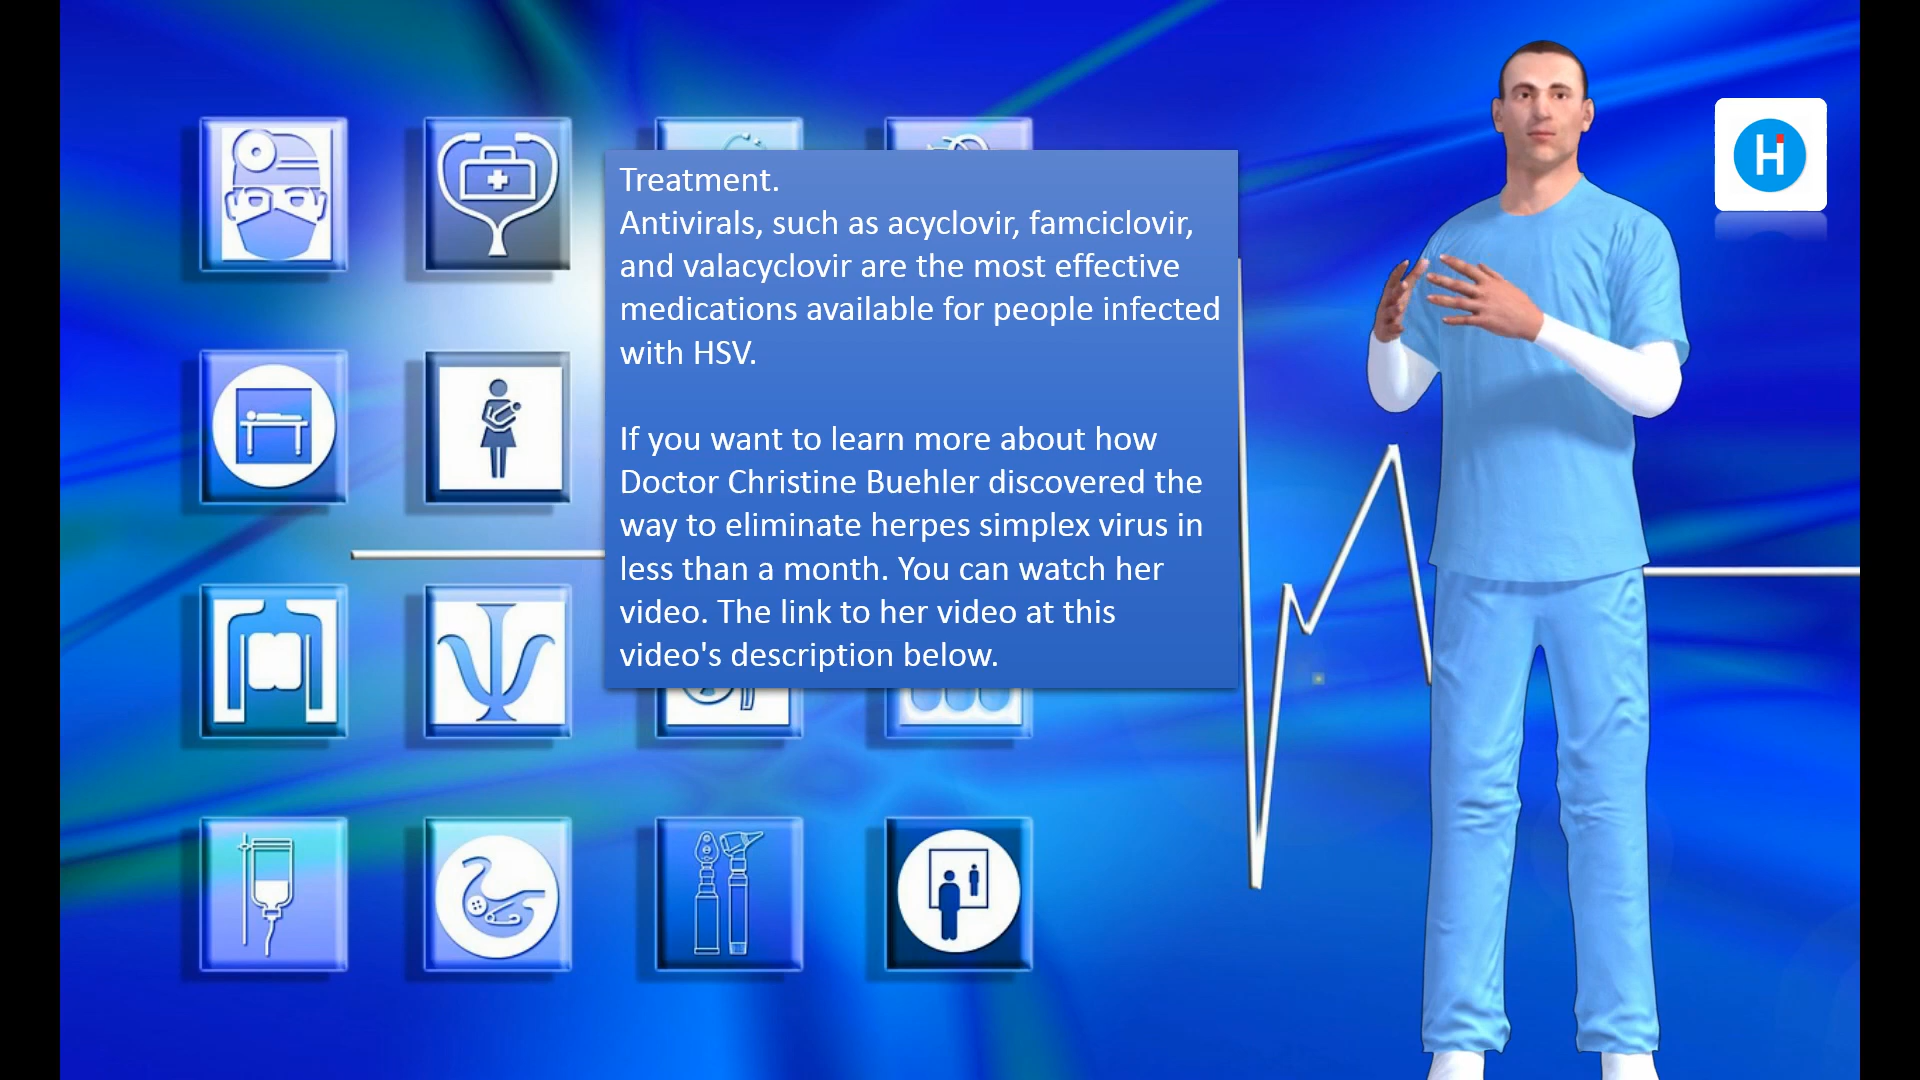 Treatment.
Antivirals, such as acyclovir, famciclovir,
and valacyclovir are the most effective
medications available for people infected
with HSV.
If you want to learn more about how
Doctor Christine Buehler discovered the
way to eliminate herpes simplex virus in
less than a month. You can watch her
video. The link to her video at this
video's description below.
H